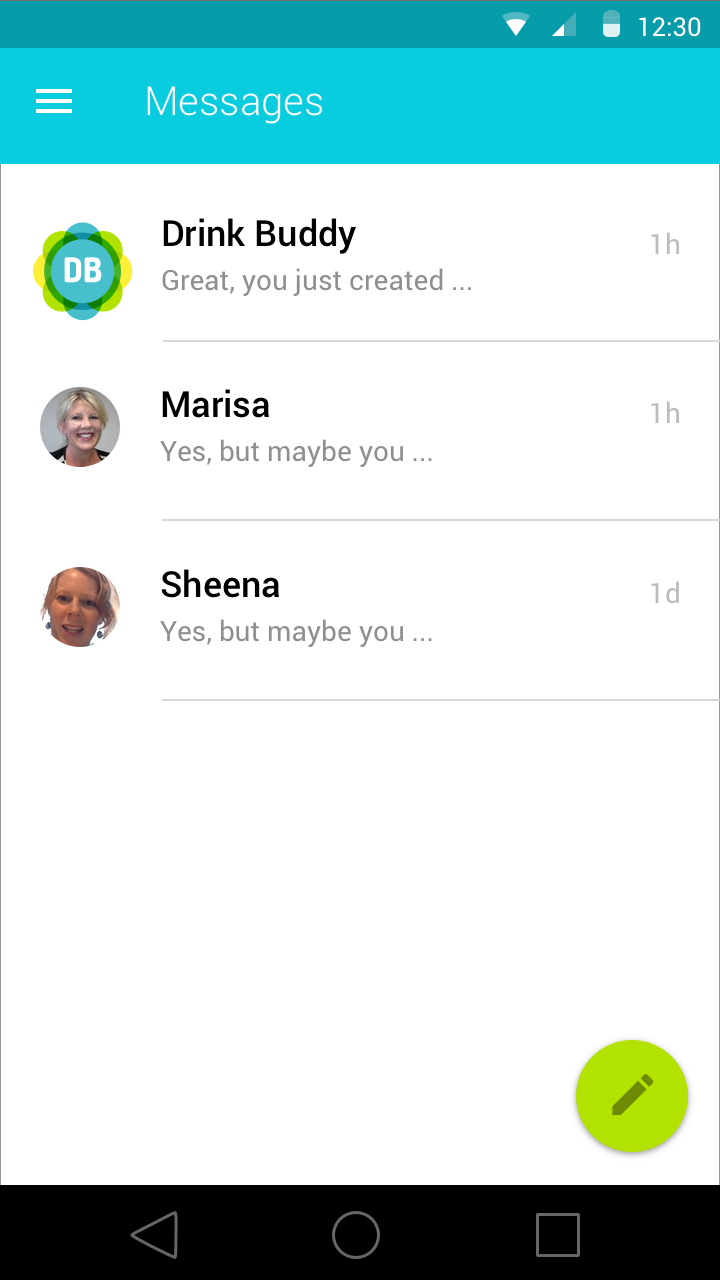 12:30
Messages
Drink Buddy
1h
DB
Great, you just created ...
Marisa
1h
Yes, but maybe you ...
Sheena
1d
Yes, but maybe you ...